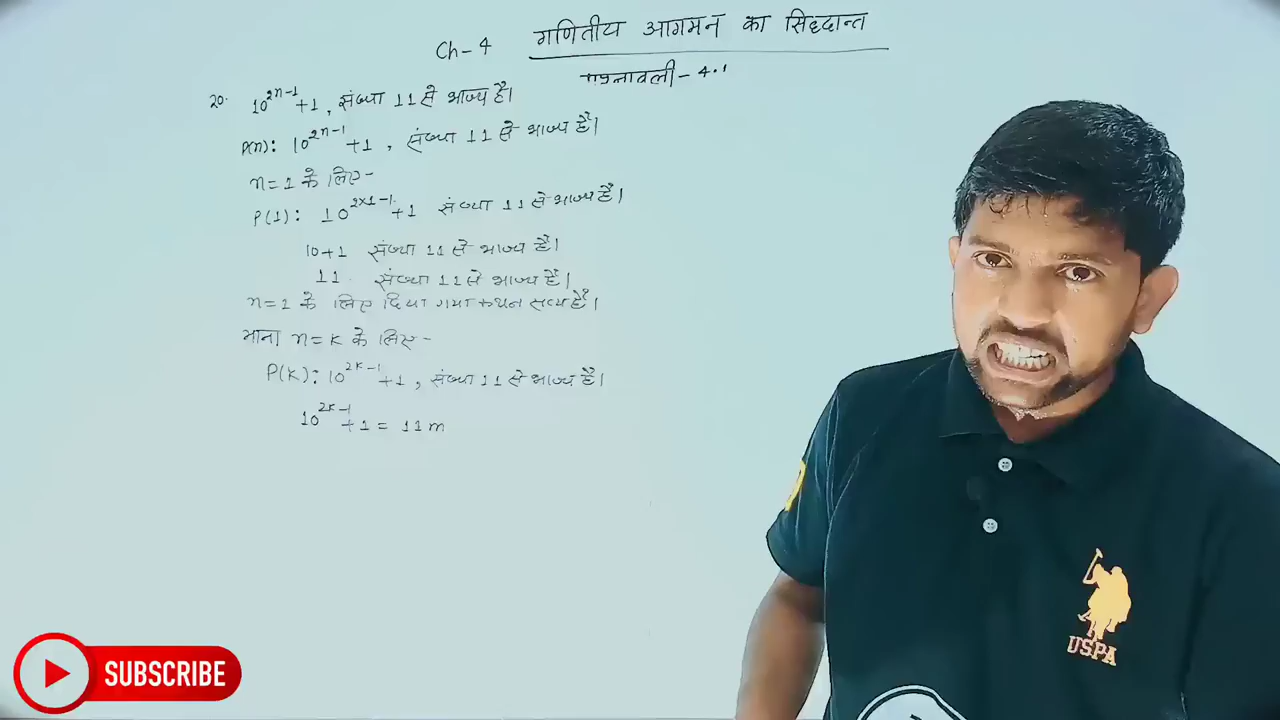 Ch-4 गणितीय आगमन का सिद्धान्त
प्रश्नावली - 4.1
20. 10^{2n-1}+1, संख्या 11 से भाज्य है।
P(n): 10^{2n-1}+1, संख्या 11 से भाज्य है।
n=1 के लिए-
P(1): 10^{2×1-1}+1 संख्या 11 से भाज्य है।
10+1 संख्या 11 से भाज्य है।
11. संख्या 11 से भाज्य है।
n=1 के लिए दिया गया कथन सत्य है।
माना n=k के लिए-
P(k): 10^{2k-1}+1, संख्या 11 से भाज्य है।
10^{2k-1}+1 = 11m
SUBSCRIBE
USPA